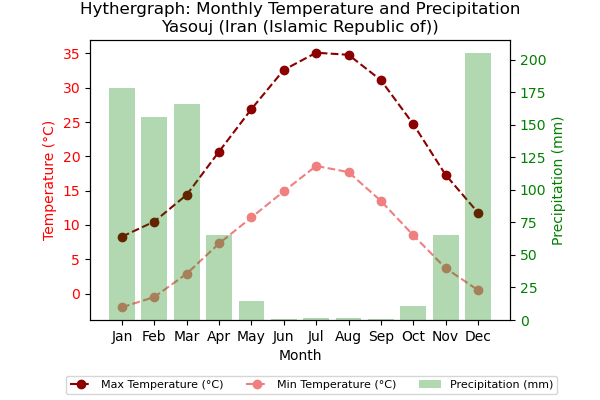 Hythergraph: Monthly Temperature and Precipitation
Yasouj (Iran (Islamic Republic of))
Temperature (°C)
35
30
25
20
15
10
5
0
Precipitation (mm)
200
175
150
125
100
75
50
25
0
Jan Feb Mar Apr May Jun Jul Aug Sep Oct Nov Dec
Month
Max Temperature (°C) Min Temperature (°C) Precipitation (mm)